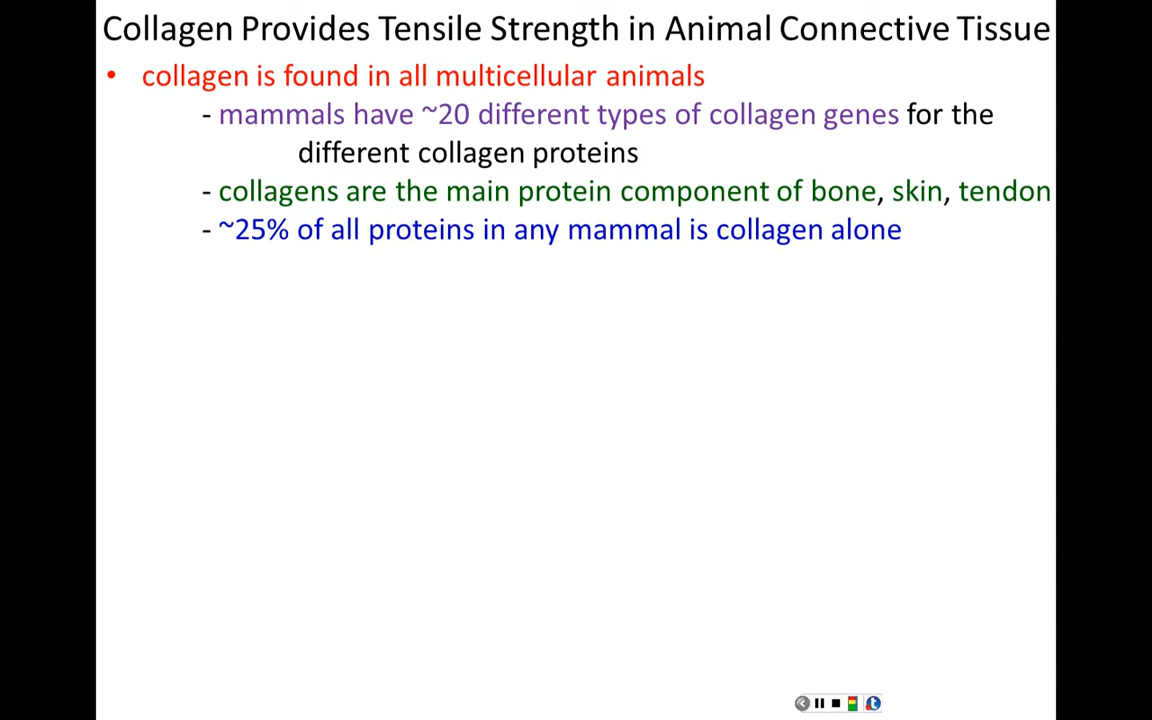 Collagen Provides Tensile Strength in Animal Connective Tissue
• collagen is found in all multicellular animals
- mammals have ~20 different types of collagen genes for the
different collagen proteins
- collagens are the main protein component of bone, skin, tendon
- ~25% of all proteins in any mammal is collagen alone